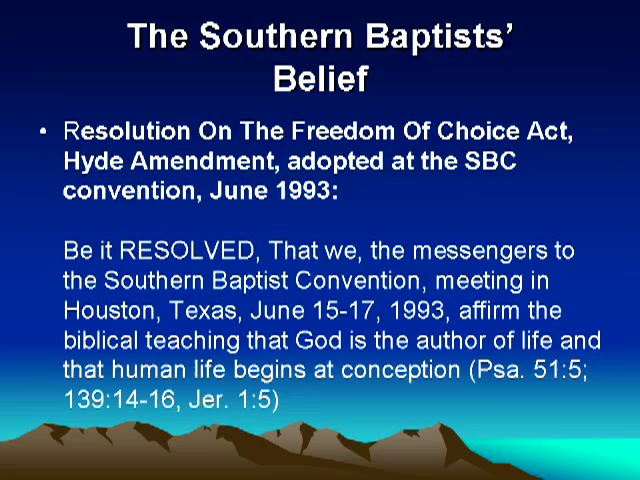 The Southern Baptists'
Belief
• Resolution On The Freedom Of Choice Act,
Hyde Amendment, adopted at the SBC
convention, June 1993:
Be it RESOLVED, That we, the messengers to
the Southern Baptist Convention, meeting in
Houston, Texas, June 15-17, 1993, affirm the
biblical teaching that God is the author of life and
that human life begins at conception (Psa. 51:5;
139:14-16, Jer. 1:5)